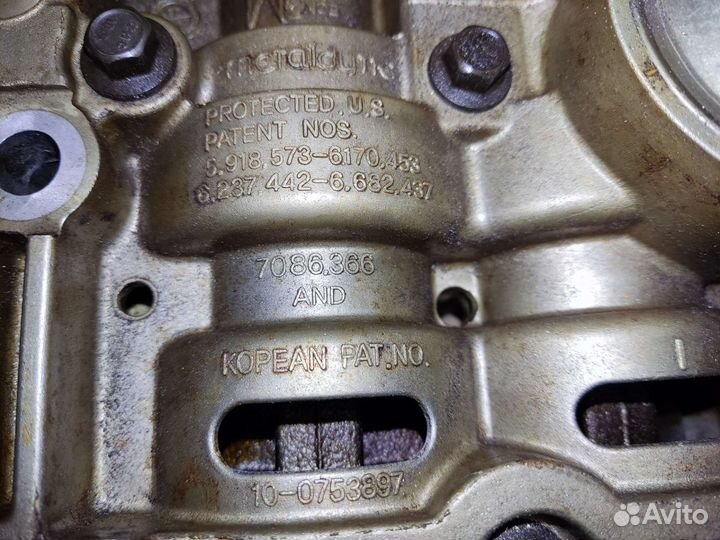 metaldyne
PROTECTED U.S.
PATENT NOS.
5,918,573-6170,453
6,237 442-6,682,437
7086,366
AND
KOPEAN PAT.NO.
10-0753897
Avito